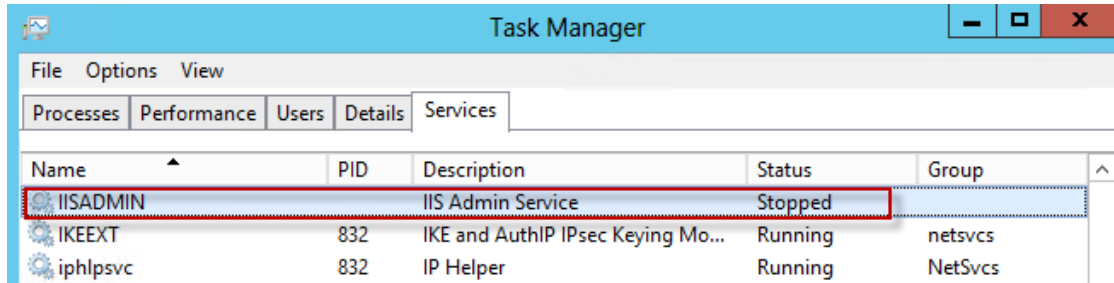 Task Manager
File Options View
Processes Performance Users Details Services
Name PID Description Status Group
IISADMIN IIS Admin Service Stopped
IKEEXT 832 IKE and AuthIP IPsec Keying Mo... Running netsvcs
iphlpsvc 832 IP Helper Running NetSvcs